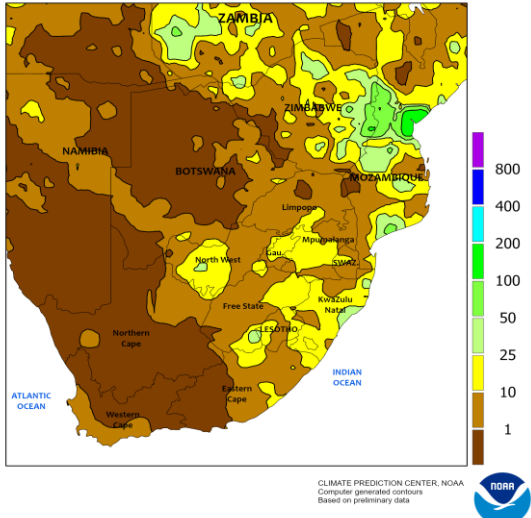 ZAMBIA
ZIMBABWE
NAMIBIA
BOTSWANA
MOZAMBIQUE
Limpopo
Mpumalanga
Gau.
North West
SWAZ.
Free State
KwaZulu
Natal
LESOTHO
Northern
Cape
Eastern
Cape
Western
Cape
ATLANTIC
OCEAN
INDIAN
OCEAN
800
400
200
100
50
25
10
1
CLIMATE PREDICTION CENTER, NOAA
Computer generated contours
Based on preliminary data
NOAA